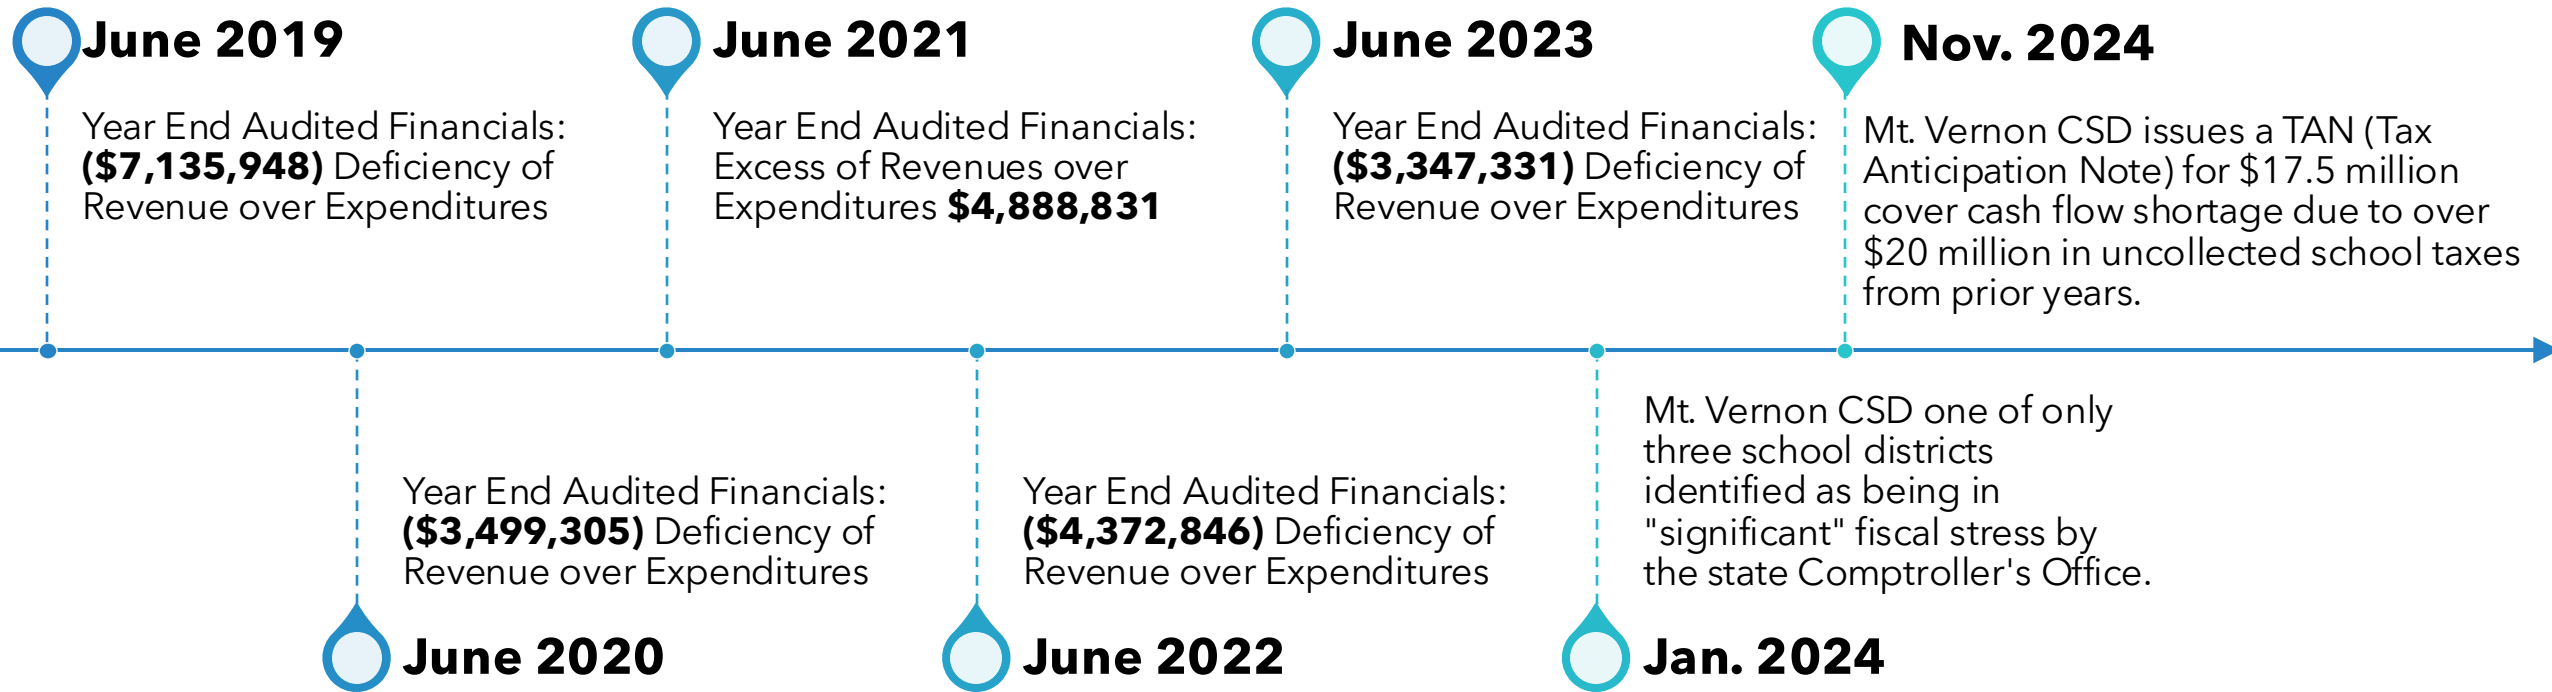 June 2019
Year End Audited Financials:
($7,135,948) Deficiency of
Revenue over Expenditures
June 2020
Year End Audited Financials:
($3,499,305) Deficiency of
Revenue over Expenditures
June 2021
Year End Audited Financials:
Excess of Revenues over
Expenditures $4,888,831
June 2022
Year End Audited Financials:
($4,372,846) Deficiency of
Revenue over Expenditures
June 2023
Year End Audited Financials:
($3,347,331) Deficiency of
Revenue over Expenditures
Jan. 2024
Mt. Vernon CSD one of only
three school districts
identified as being in
"significant" fiscal stress by
the state Comptroller's Office.
Nov. 2024
Mt. Vernon CSD issues a TAN (Tax
Anticipation Note) for $17.5 million
cover cash flow shortage due to over
$20 million in uncollected school taxes
from prior years.